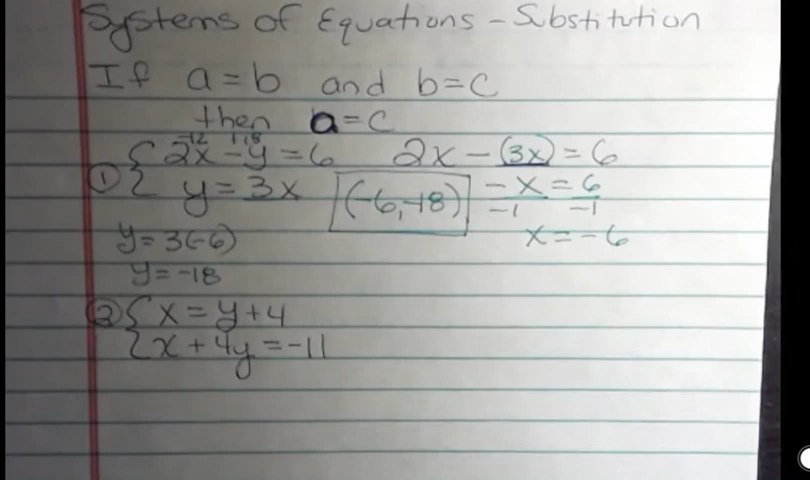 Systems of Equations - Substitution
If a = b and b = c
then a = c
-12 +18
① { 2x - y = 6 2x - (3x) = 6
y = 3x (-6, -18) -x = 6
-1 -1
y = 3(-6) x = -6
y = -18
② { x = y + 4
x + 4y = -11